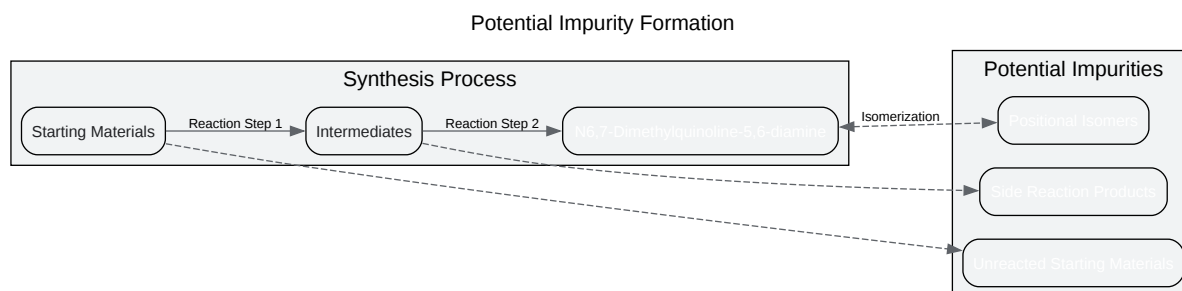 Potential Impurity Formation
Synthesis Process
Potential Impurities
Starting Materials
Reaction Step 1
Intermediates
Reaction Step 2
N6,7-Dimethylquinoline-5,6-diamine
Isomerization
Positional Isomers
Side Reaction Products
Unreacted Starting Materials